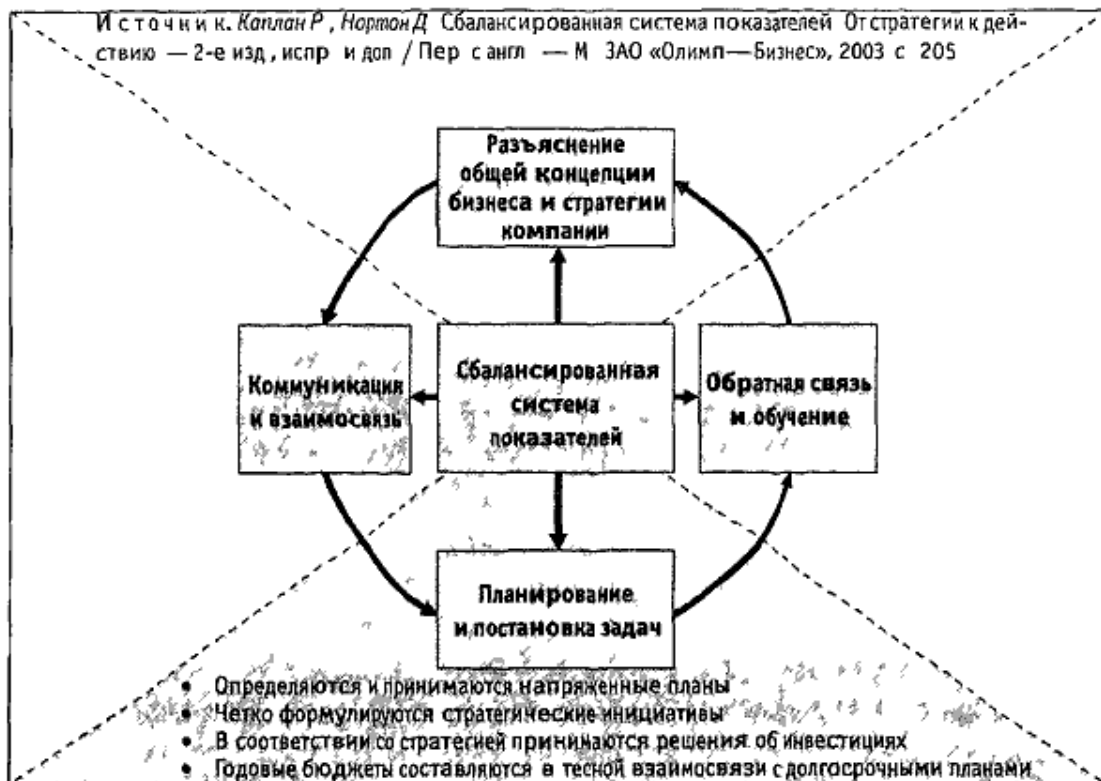 Источник. Каплан Р , Нортон Д Сбалансированная система показателей От стратегии к дей-
ствию — 2-е изд , испр и доп / Пер с англ — М ЗАО «Олимп—Бизнес», 2003 с 205
Разъяснение
общей концепции
бизнеса и стратегии
компании
Коммуникация
и взаимосвязь
Сбалансированная
система
показателей
Обратная связь
и обучение
Планирование
и постановка задач
• Определяются и принимаются напряженные планы
• Четко формулируются стратегические инициативы
• В соответствии со стратегией принимаются решения об инвестициях
• Годовые бюджеты составляются в тесной взаимосвязи с долгосрочными планами